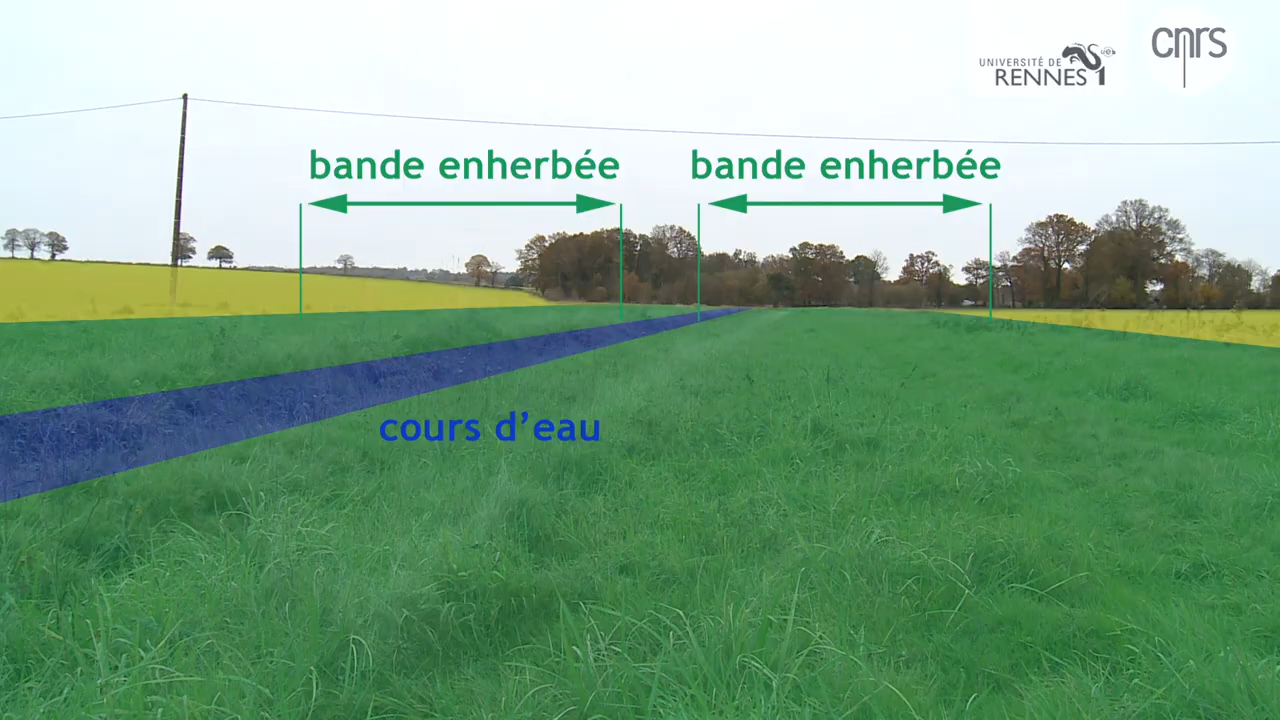 UNIVERSITÉ DE
RENNES 1
cnrs
bande enherbée
bande enherbée
cours d'eau